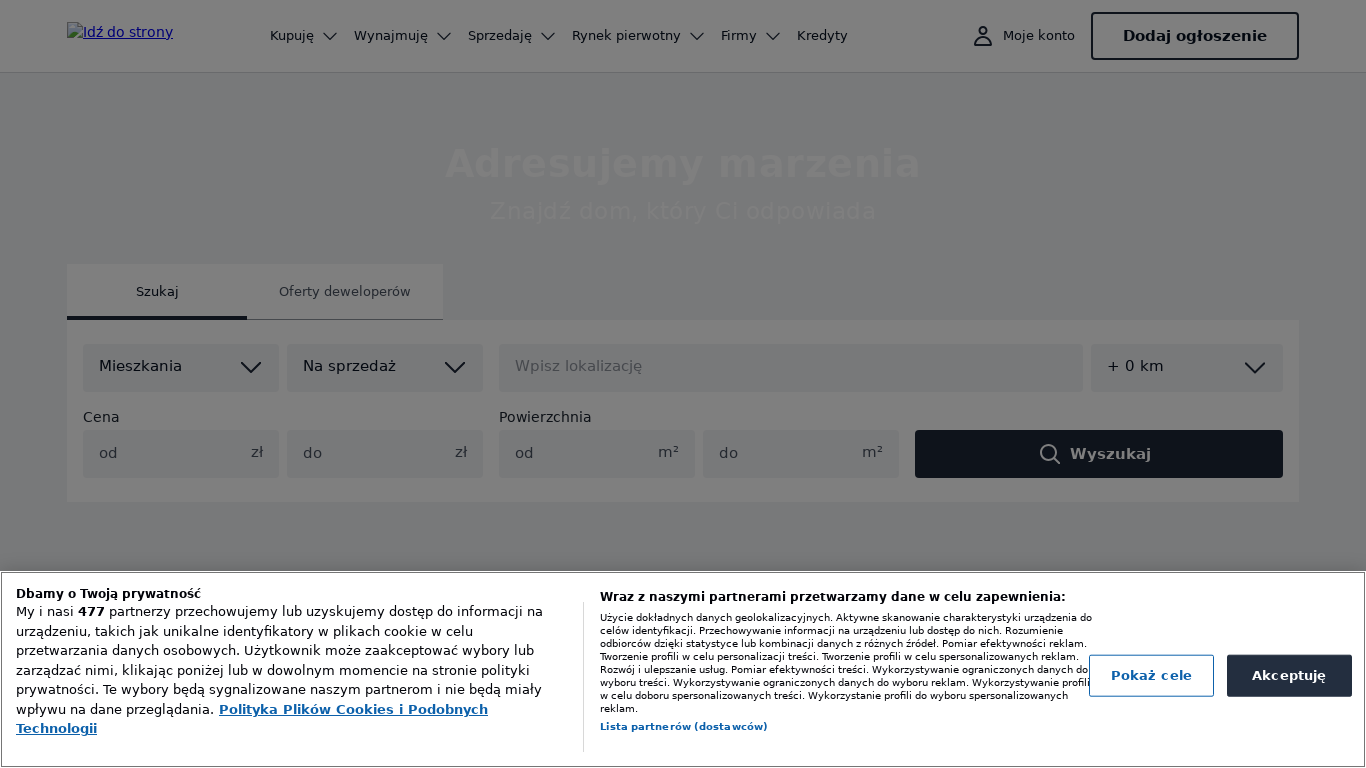 Idź do strony
Kupuję
Wynajmuję
Sprzedaję
Rynek pierwotny
Firmy
Kredyty
Moje konto
Dodaj ogłoszenie
Adresujemy marzenia
Znajdź dom, który Ci odpowiada
Szukaj
Oferty deweloperów
Mieszkania
Na sprzedaż
Wpisz lokalizację
+ 0 km
Cena
Powierzchnia
od
zł
do
zł
od
m²
do
m²
Wyszukaj
Dbamy o Twoją prywatność
My i nasi 477 partnerzy przechowujemy lub uzyskujemy dostęp do informacji na
urządzeniu, takich jak unikalne identyfikatory w plikach cookie w celu
przetwarzania danych osobowych. Użytkownik może zaakceptować wybory lub
zarządzać nimi, klikając poniżej lub w dowolnym momencie na stronie polityki
prywatności. Te wybory będą sygnalizowane naszym partnerom i nie będą miały
wpływu na dane przeglądania. Polityka Plików Cookies i Podobnych
Technologii
Wraz z naszymi partnerami przetwarzamy dane w celu zapewnienia:
Użycie dokładnych danych geolokalizacyjnych. Aktywne skanowanie charakterystyki urządzenia do
celów identyfikacji. Przechowywanie informacji na urządzeniu lub dostęp do nich. Rozumienie
odbiorców dzięki statystyce lub kombinacji danych z różnych źródeł. Pomiar efektywności reklam.
Tworzenie profili w celu personalizacji treści. Tworzenie profili w celu spersonalizowanych reklam.
Rozwój i ulepszanie usług. Pomiar efektywności treści. Wykorzystywanie ograniczonych danych do
wyboru treści. Wykorzystywanie ograniczonych danych do wyboru reklam. Wykorzystywanie profili
w celu doboru spersonalizowanych treści. Wykorzystanie profili do wyboru spersonalizowanych
reklam.
Lista partnerów (dostawców)
Pokaż cele
Akceptuję